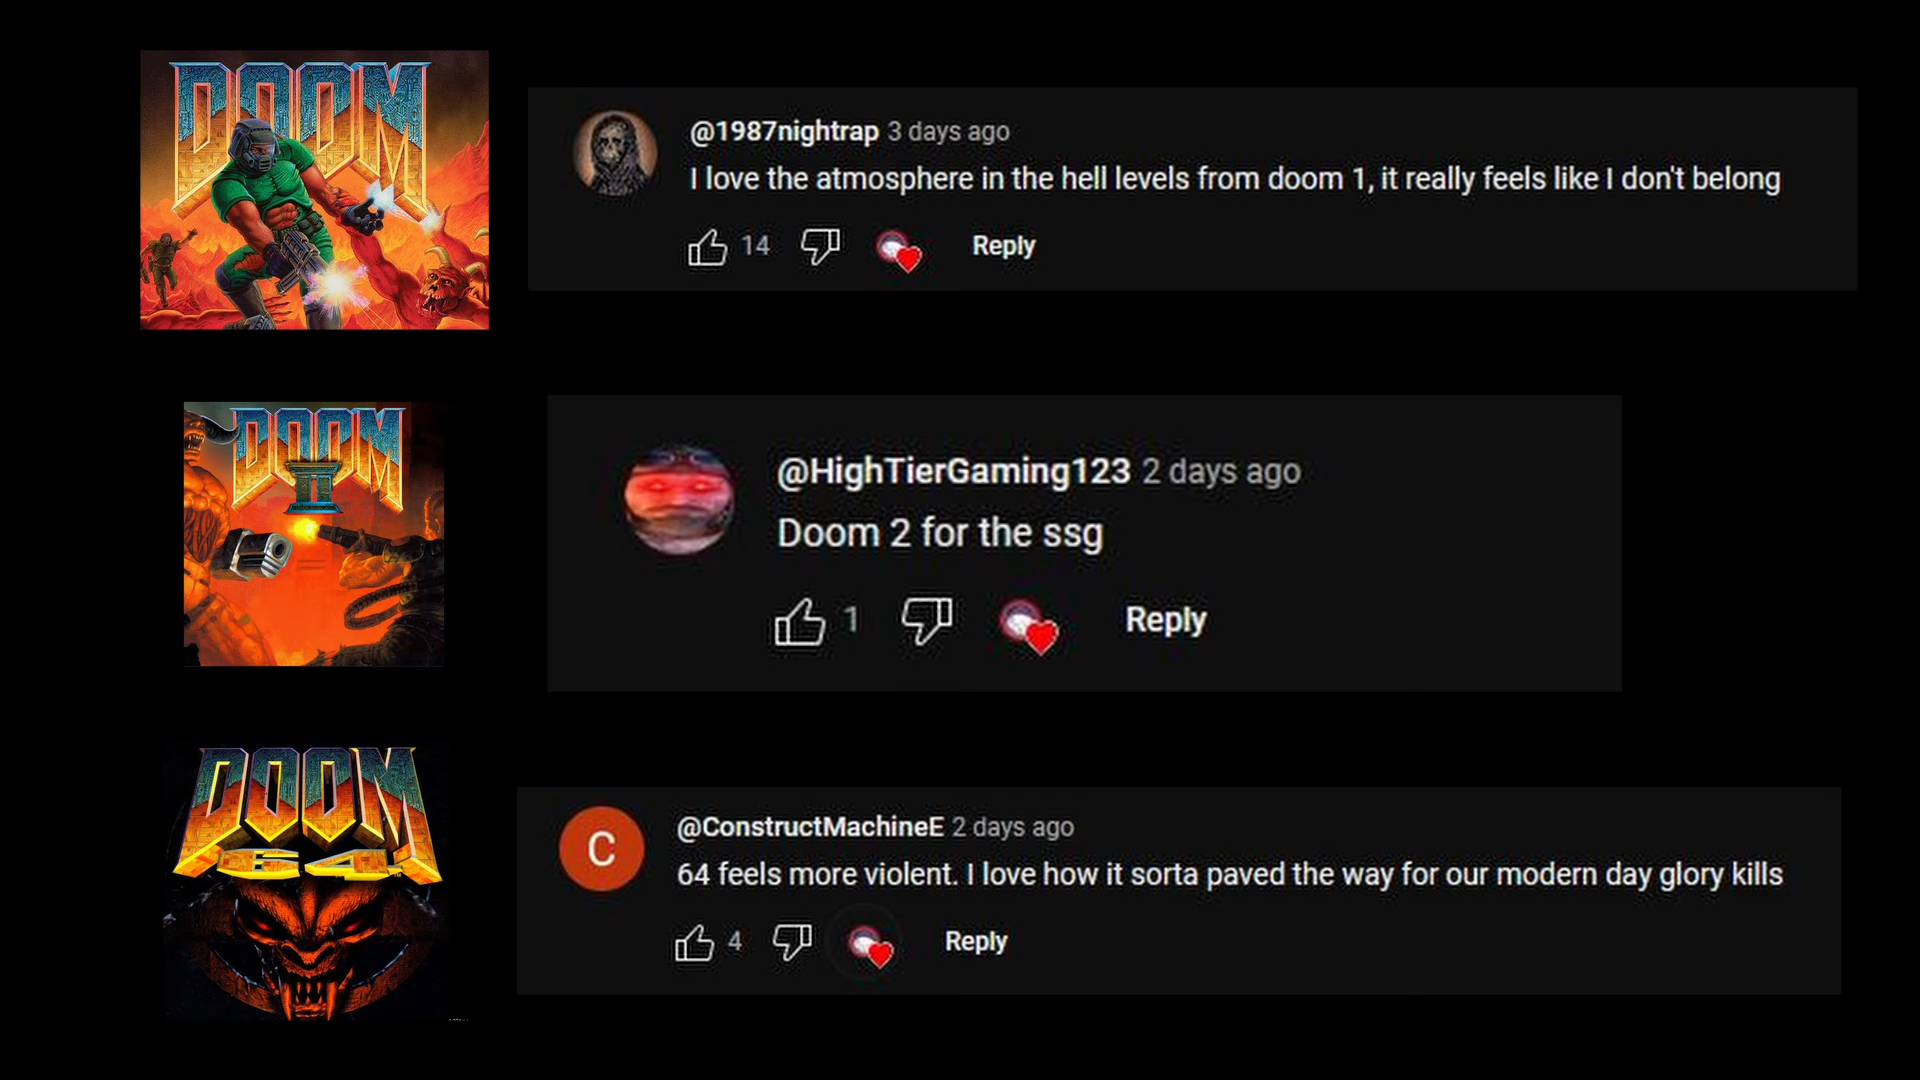 DOOM
@1987nightrap 3 days ago
I love the atmosphere in the hell levels from doom 1, it really feels like I don't belong
14
Reply
DOOM
II
@HighTierGaming123 2 days ago
Doom 2 for the ssg
1
Reply
DOOM
64
C
@ConstructMachineE 2 days ago
64 feels more violent. I love how it sorta paved the way for our modern day glory kills
4
Reply